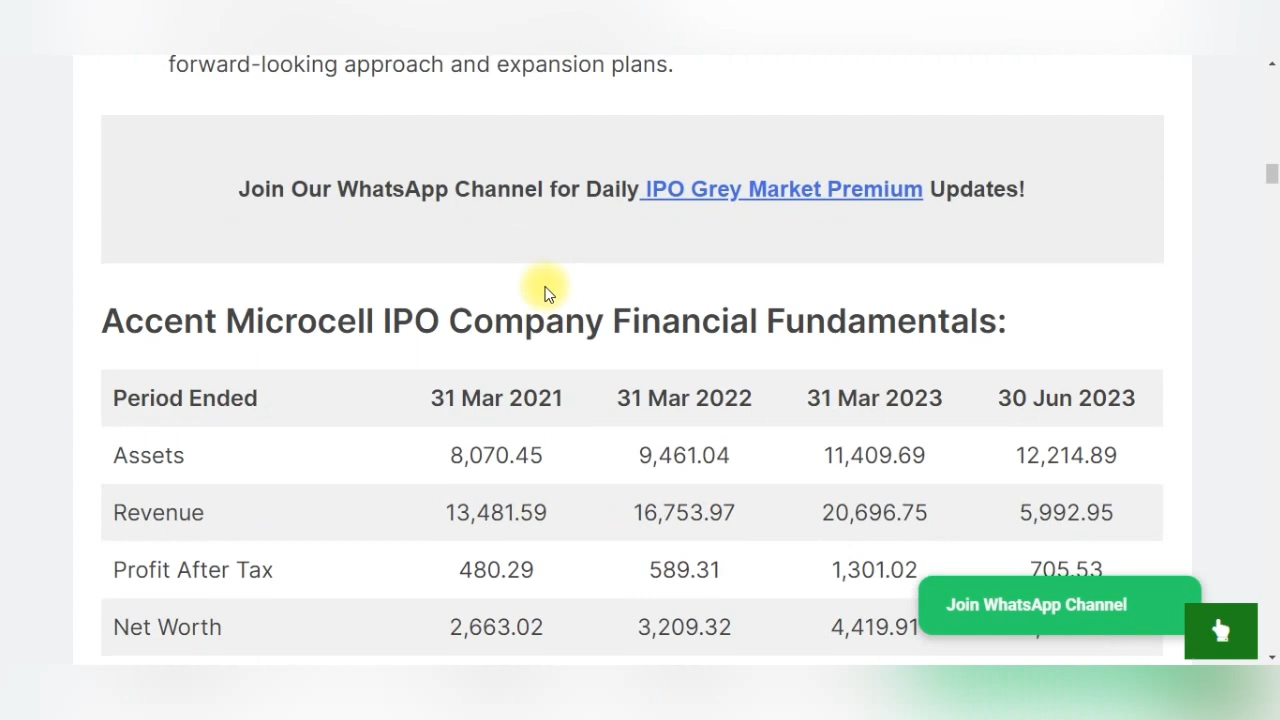 forward-looking approach and expansion plans.
Join Our WhatsApp Channel for Daily IPO Grey Market Premium Updates!
Accent Microcell IPO Company Financial Fundamentals:
Period Ended 31 Mar 2021 31 Mar 2022 31 Mar 2023 30 Jun 2023
Assets 8,070.45 9,461.04 11,409.69 12,214.89
Revenue 13,481.59 16,753.97 20,696.75 5,992.95
Profit After Tax 480.29 589.31 1,301.02 705.53
Join WhatsApp Channel
Net Worth 2,663.02 3,209.32 4,419.91